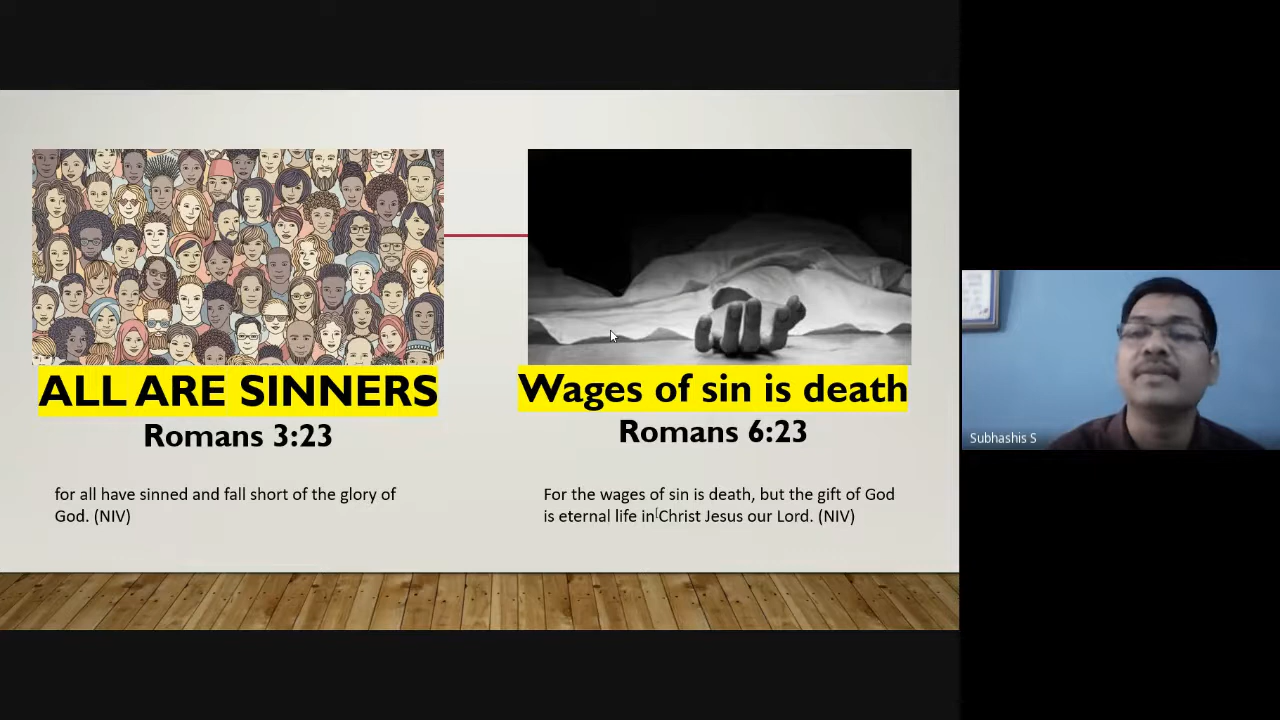 ALL ARE SINNERS
Romans 3:23
for all have sinned and fall short of the glory of
God. (NIV)
Wages of sin is death
Romans 6:23
For the wages of sin is death, but the gift of God
is eternal life in Christ Jesus our Lord. (NIV)
Subhashis S